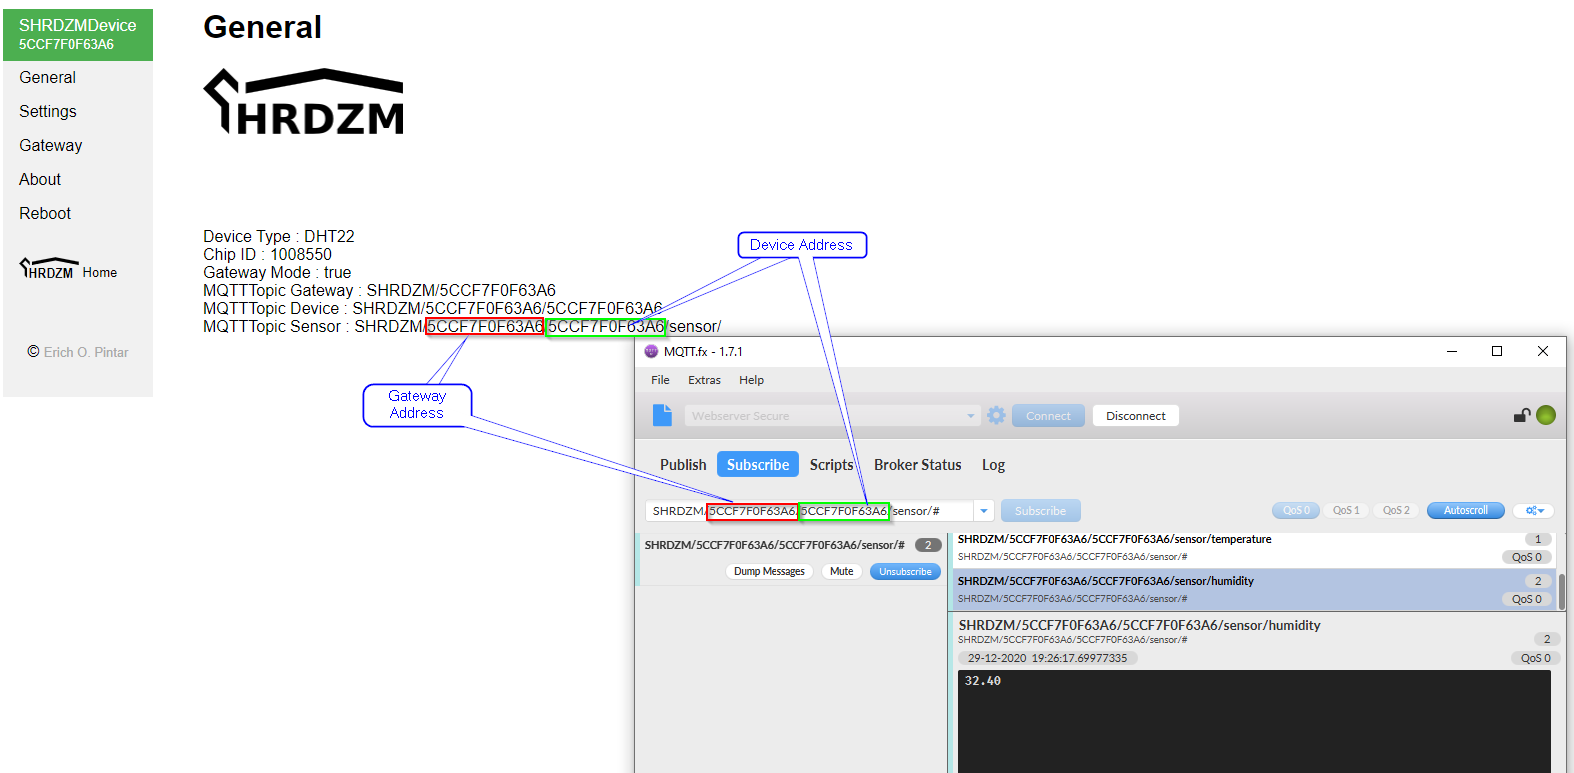 SHRDZMDevice
5CCF7F0F63A6
General
Settings
Gateway
About
Reboot
HRDZM Home
© Erich O. Pintar
General
HRDZM
Device Type : DHT22
Chip ID : 1008550
Gateway Mode : true
MQTTTopic Gateway : SHRDZM/5CCF7F0F63A6
MQTTTopic Device : SHRDZM/5CCF7F0F63A6/5CCF7F0F63A6
MQTTTopic Sensor : SHRDZM/5CCF7F0F63A6/5CCF7F0F63A6/sensor/
Device Address
Gateway
Address
MQTT.fx - 1.7.1
File Extras Help
Webserver Secure Connect Disconnect
Publish Subscribe Scripts Broker Status Log
SHRDZM/5CCF7F0F63A6/5CCF7F0F63A6/sensor/# Subscribe QoS 0 QoS 1 QoS 2 Autoscroll
SHRDZM/5CCF7F0F63A6/5CCF7F0F63A6/sensor/# 2
Dump Messages Mute Unsubscribe
SHRDZM/5CCF7F0F63A6/5CCF7F0F63A6/sensor/temperature 1
SHRDZM/5CCF7F0F63A6/5CCF7F0F63A6/sensor/# QoS 0
SHRDZM/5CCF7F0F63A6/5CCF7F0F63A6/sensor/humidity 2
SHRDZM/5CCF7F0F63A6/5CCF7F0F63A6/sensor/# QoS 0
SHRDZM/5CCF7F0F63A6/5CCF7F0F63A6/sensor/humidity
SHRDZM/5CCF7F0F63A6/5CCF7F0F63A6/sensor/# 2
29-12-2020 19:26:17.69977335 QoS 0
32.40